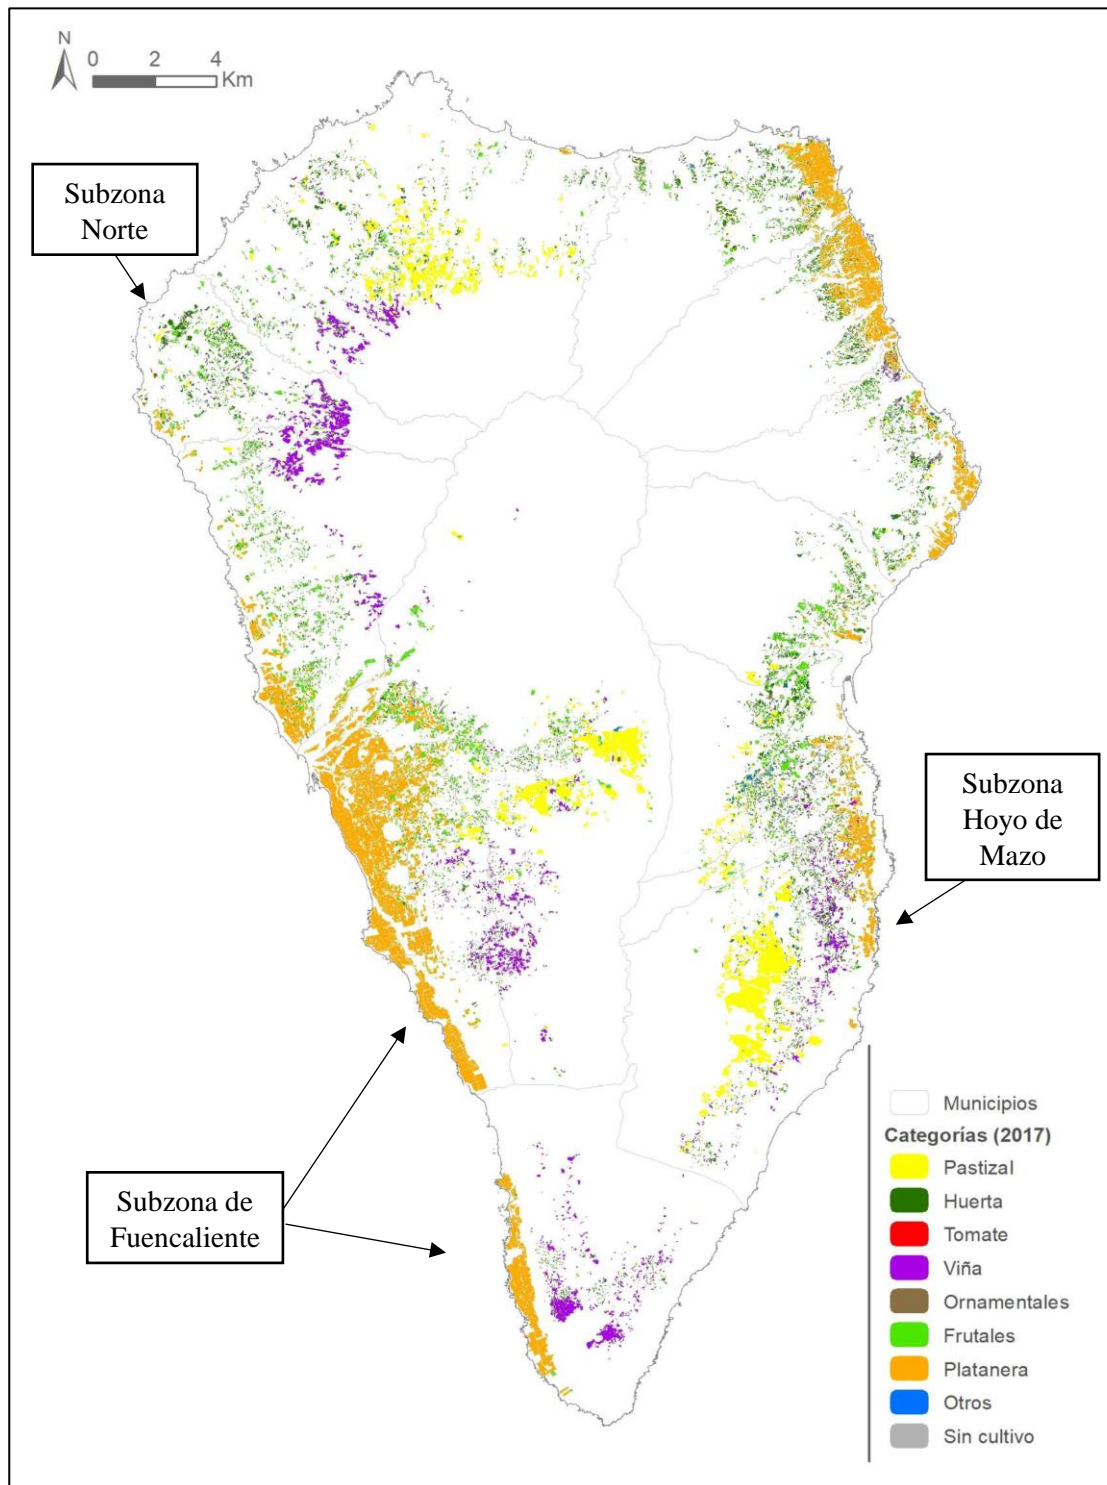 N
0 2 4
Km
Subzona
Norte
Subzona
Hoyo de
Mazo
Subzona de
Fuencaliente
Municipios
Categorías (2017)
Pastizal
Huerta
Tomate
Viña
Ornamentales
Frutales
Platanera
Otros
Sin cultivo